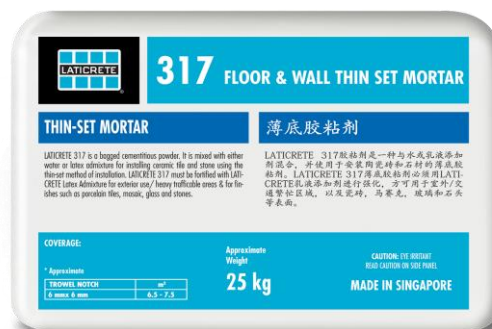 LATICRETE
317 FLOOR & WALL THIN SET MORTAR
THIN-SET MORTAR
LATICRETE 317 is a bagged cementitious powder. It is mixed with either
water or latex admixture for installing ceramic tile and stone using the
thin-set method of installation. LATICRETE 317 must be fortified with LATI-
CRETE Latex Admixture for exterior use/ heavy trafficable areas & for fin-
ishes such as porcelain tiles, mosaic, glass and stones.
薄底胶粘剂
LATICRETE 317胶粘剂是一种与水或乳液添加
剂混合，并使用于安装陶瓷砖和石材的薄底胶
粘剂。LATICRETE 317薄底胶粘剂必须用LATI-
CRETE乳液添加剂进行强化，方可用于室外/交
通繁忙区域，以及瓷砖，马赛克，玻璃和石头
等表面。
COVERAGE:
* Approximate
TROWEL NOTCH m²
6 mmx 6 mm 6.5 - 7.5
Approximate
Weight
25 kg
CAUTION: EYE IRRITANT
READ CAUTION ON SIDE PANEL
MADE IN SINGAPORE